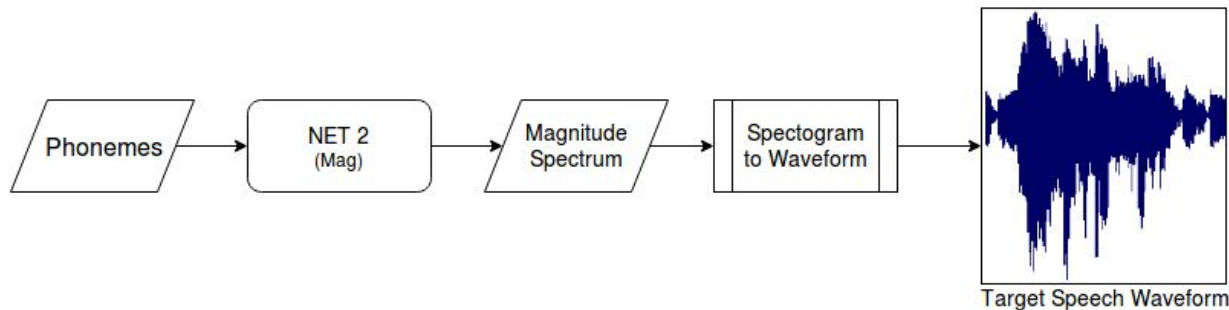 Phonemes
NET 2
(Mag)
Magnitude
Spectrum
Spectogram
to Waveform
Target Speech Waveform